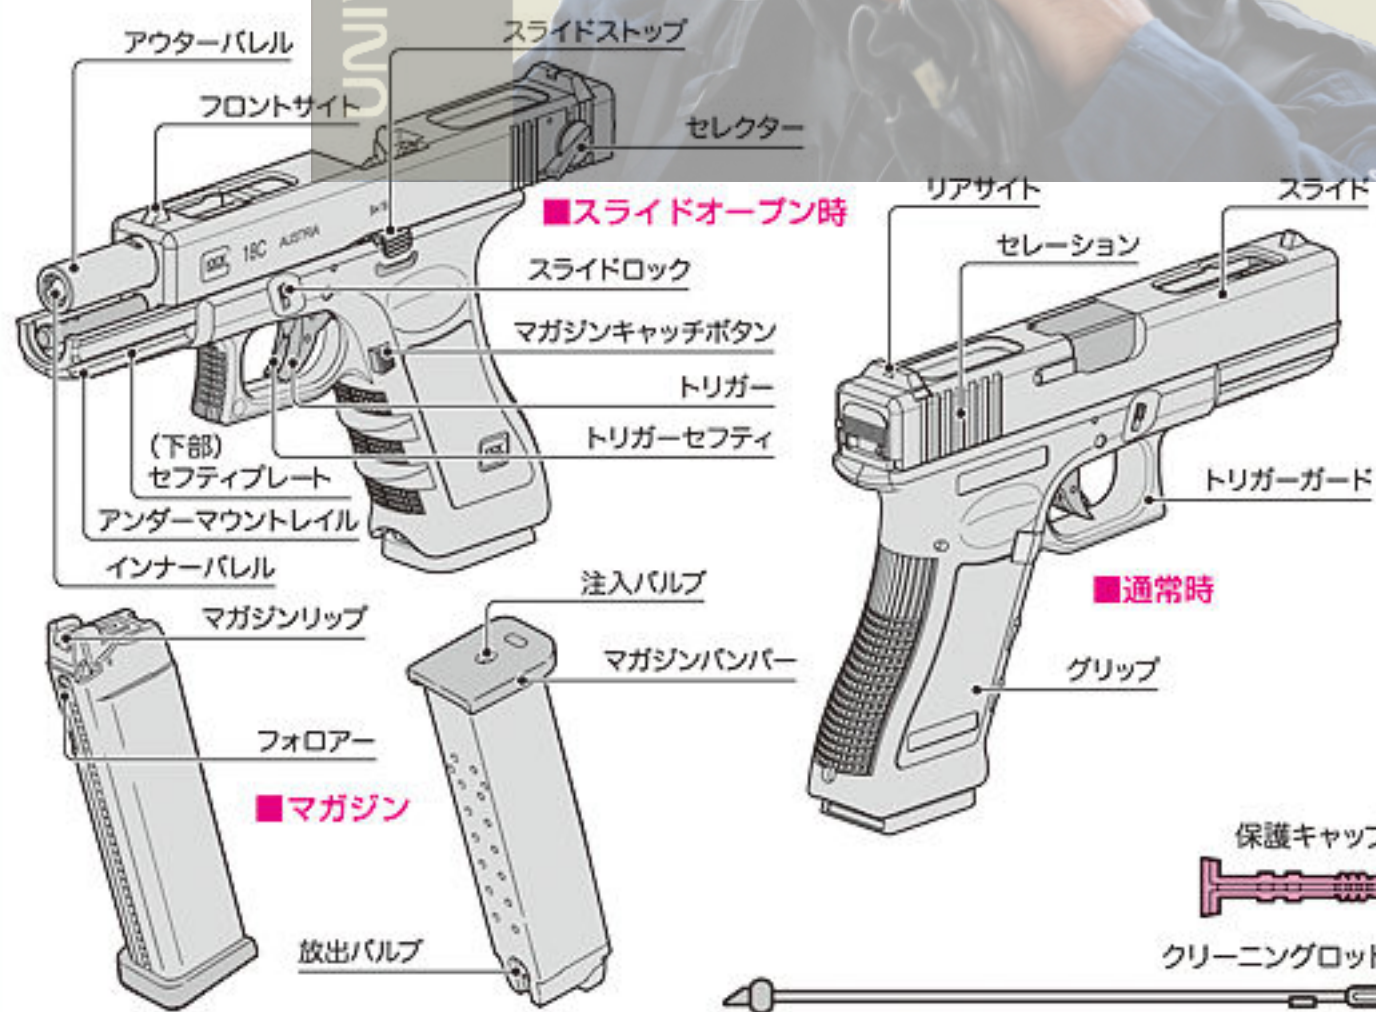 UNI
アウターバレル
スライドストップ
フロントサイト
セレクター
■スライドオープン時
リアサイト
スライド
セレーション
18C AUSTRIA
スライドロック
マガジンキャッチボタン
トリガー
トリガーセフティ
(下部)
セフティプレート
アンダーマウントレイル
インナーバレル
トリガーガード
■通常時
マガジンリップ
注入バルブ
マガジンバンパー
グリップ
フォロアー
■マガジン
保護キャップ
放出バルブ
クリーニングロッド